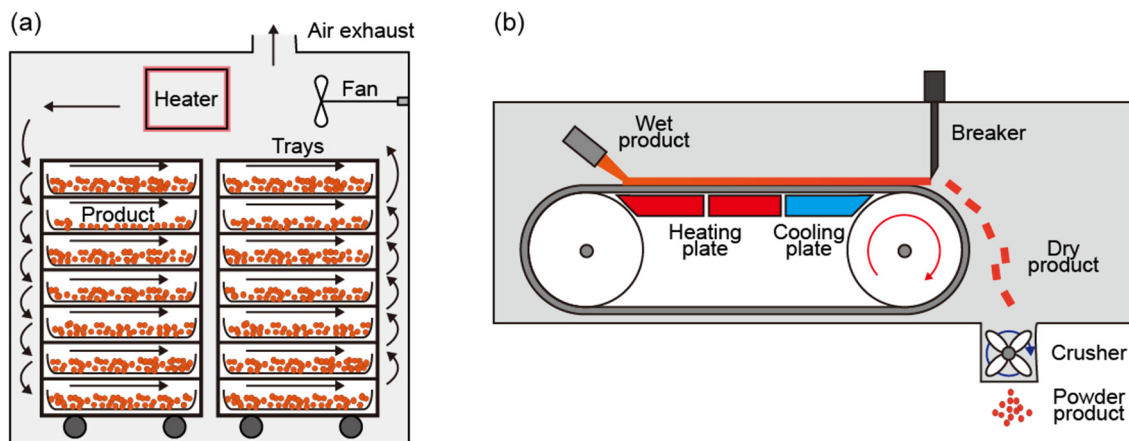 (a)
Air exhaust
Heater
Fan
Trays
Product
(b)
Wet
product
Breaker
Heating
plate
Cooling
plate
Dry
product
Crusher
Powder
product